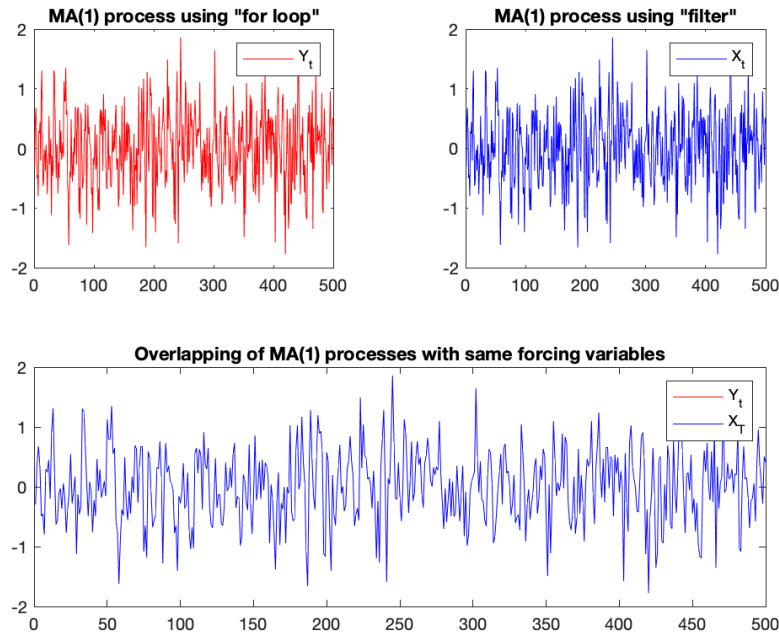 MA(1) process using "for loop"
2
1
0
-1
-2
Y_t
0 100 200 300 400 500
MA(1) process using "filter"
2
1
0
-1
-2
X_t
0 100 200 300 400 500
Overlapping of MA(1) processes with same forcing variables
2
1
0
-1
-2
Y_t
X_T
0 50 100 150 200 250 300 350 400 450 500